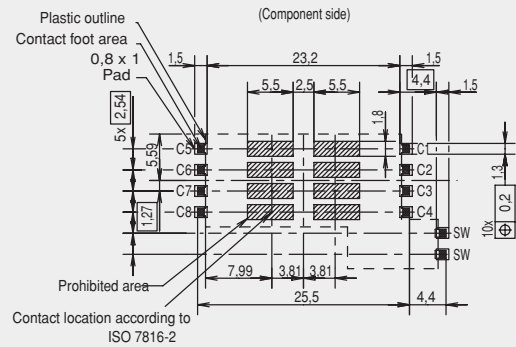 (Component side)
Plastic outline
Contact foot area
0,8 x 1
Pad
1,5
23,2
1,5
5,5
2,5
5,5
4,4
1,5
5x 2,54
5,59
1,8
C5
C1
C6
C2
C7
C3
C8
C4
1,3
10x ⌖ 0,2
1,27
SW
SW
7.99
3.81
3.81
Prohibited area
25,5
4,4
Contact location according to
ISO 7816-2